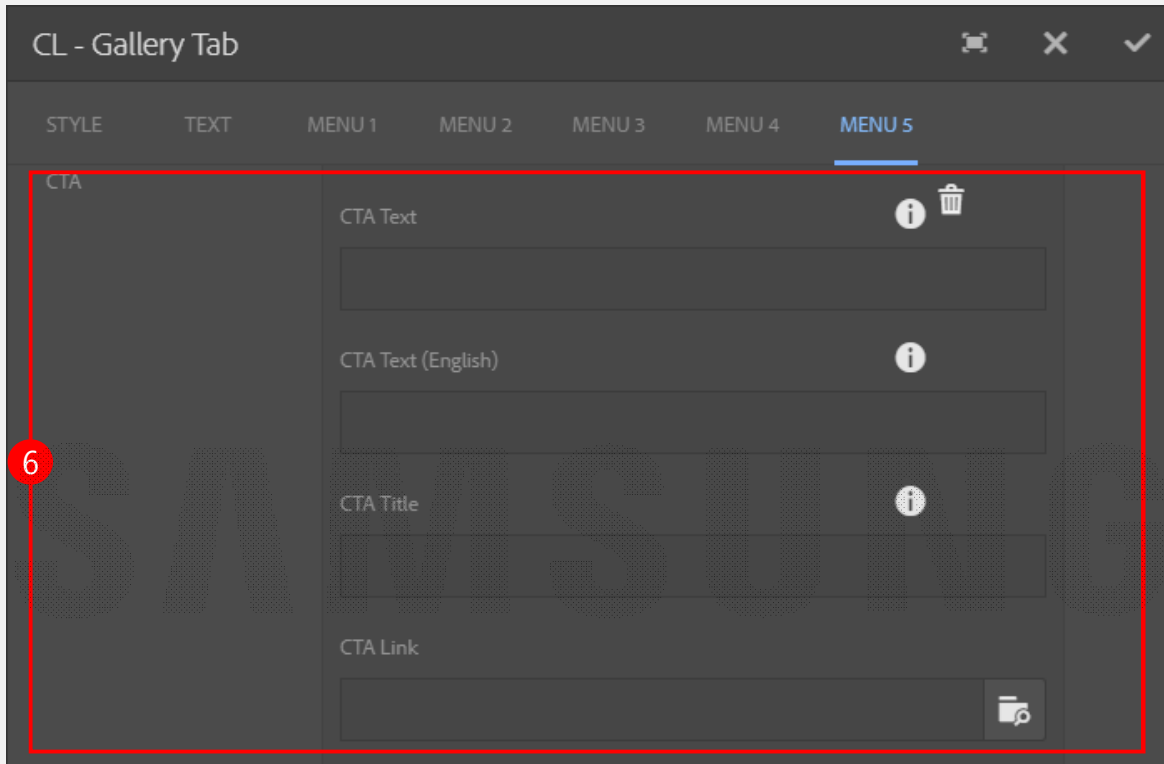 CL - Gallery Tab
STYLE TEXT MENU 1 MENU 2 MENU 3 MENU 4 MENU 5
CTA
CTA Text
CTA Text (English)
6
SAMSUNG
CTA Title
CTA Link